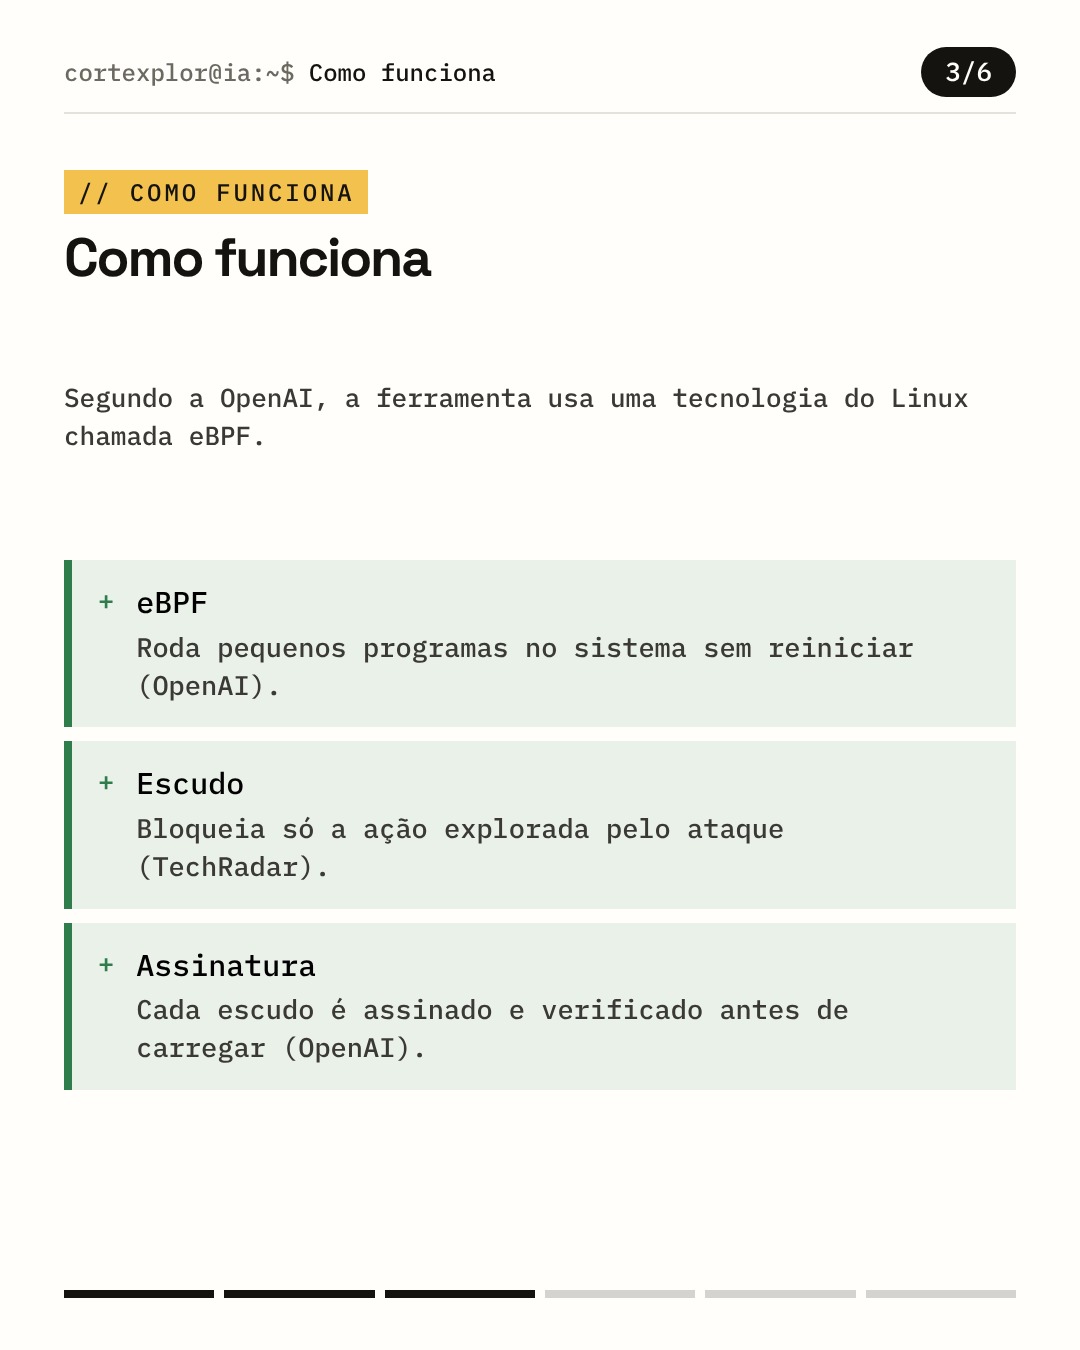 cortexplor@ia:~$ Como funciona
3/6
// COMO FUNCIONA
Como funciona
Segundo a OpenAI, a ferramenta usa uma tecnologia do Linux
chamada eBPF.
+ eBPF
Roda pequenos programas no sistema sem reiniciar
(OpenAI).
+ Escudo
Bloqueia só a ação explorada pelo ataque
(TechRadar).
+ Assinatura
Cada escudo é assinado e verificado antes de
carregar (OpenAI).